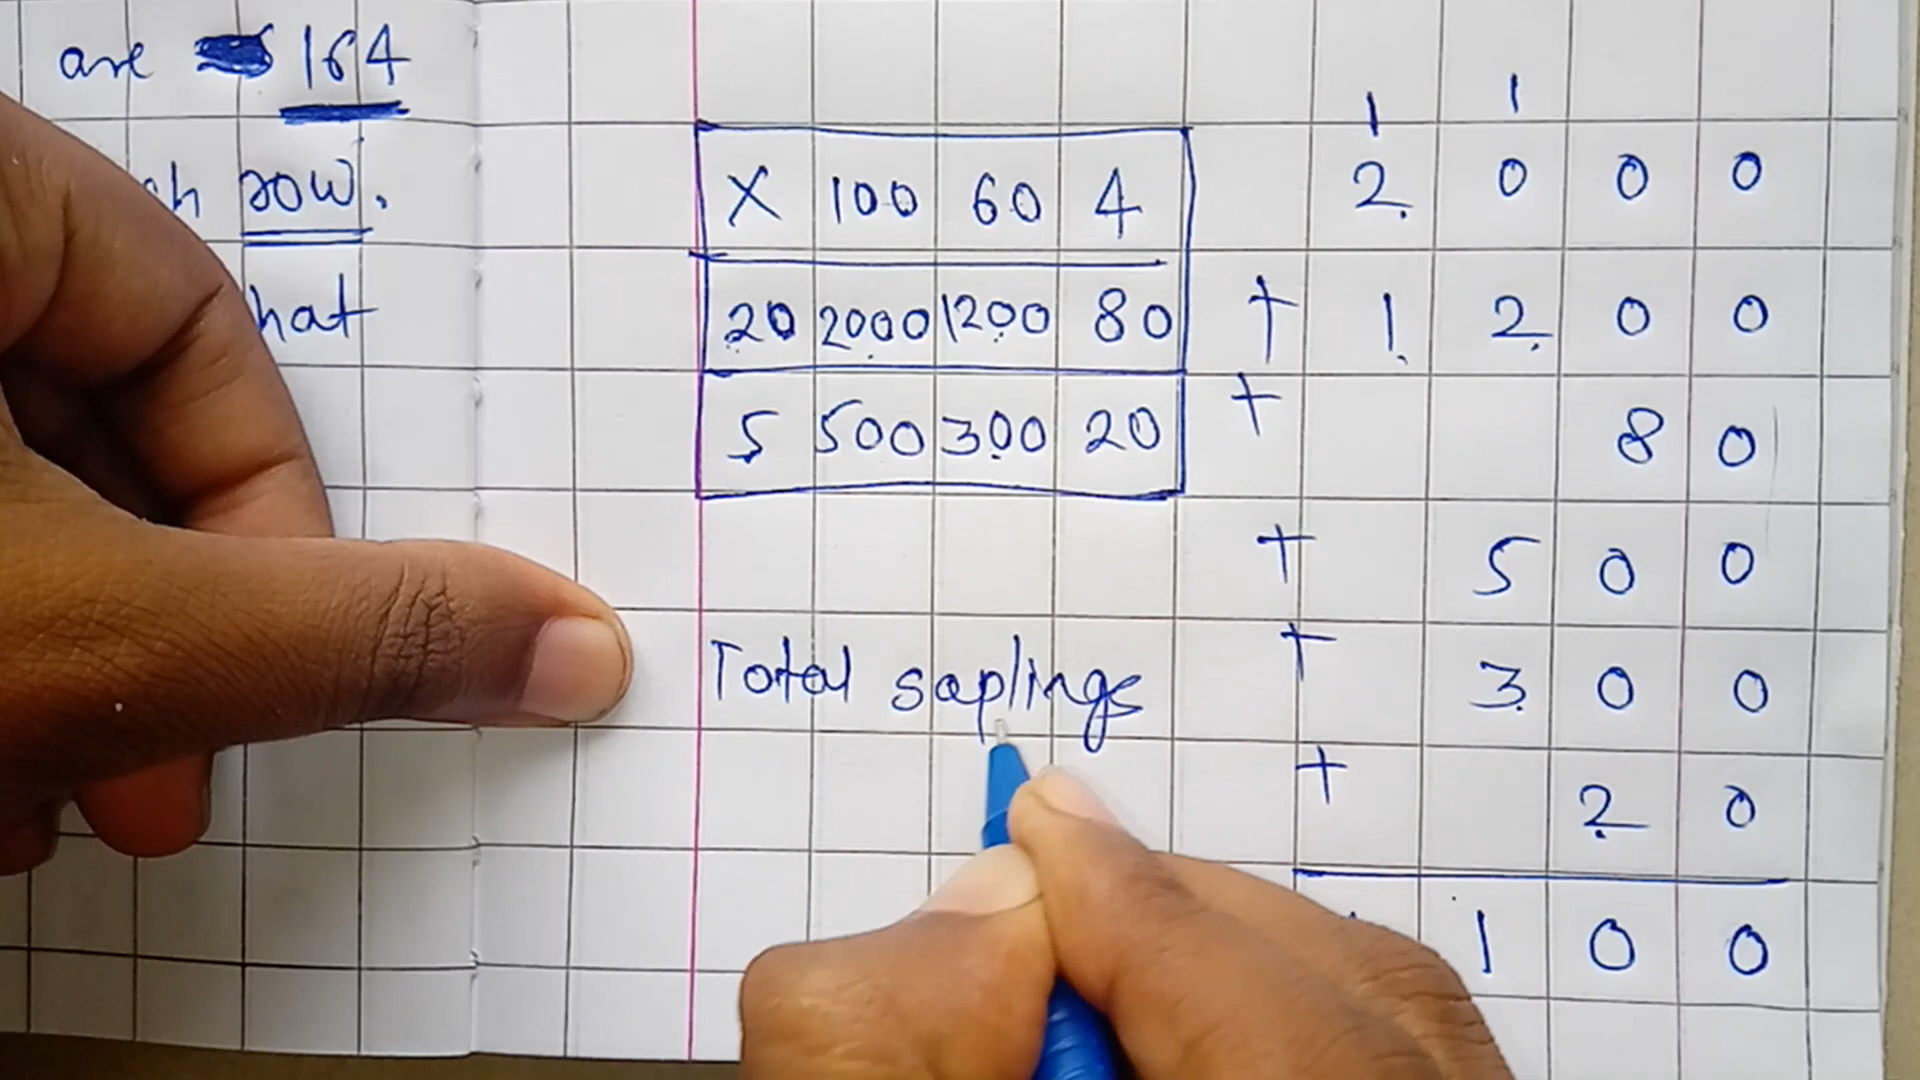 are 164
row.
hat
X 100 60 4
20 2000 1200 80
5 500 300 20
Total saplings
1 1
2 0 0 0
+ 1 2 0 0
+ 8 0
+ 5 0 0
+ 3 0 0
+ 2 0
1 0 0